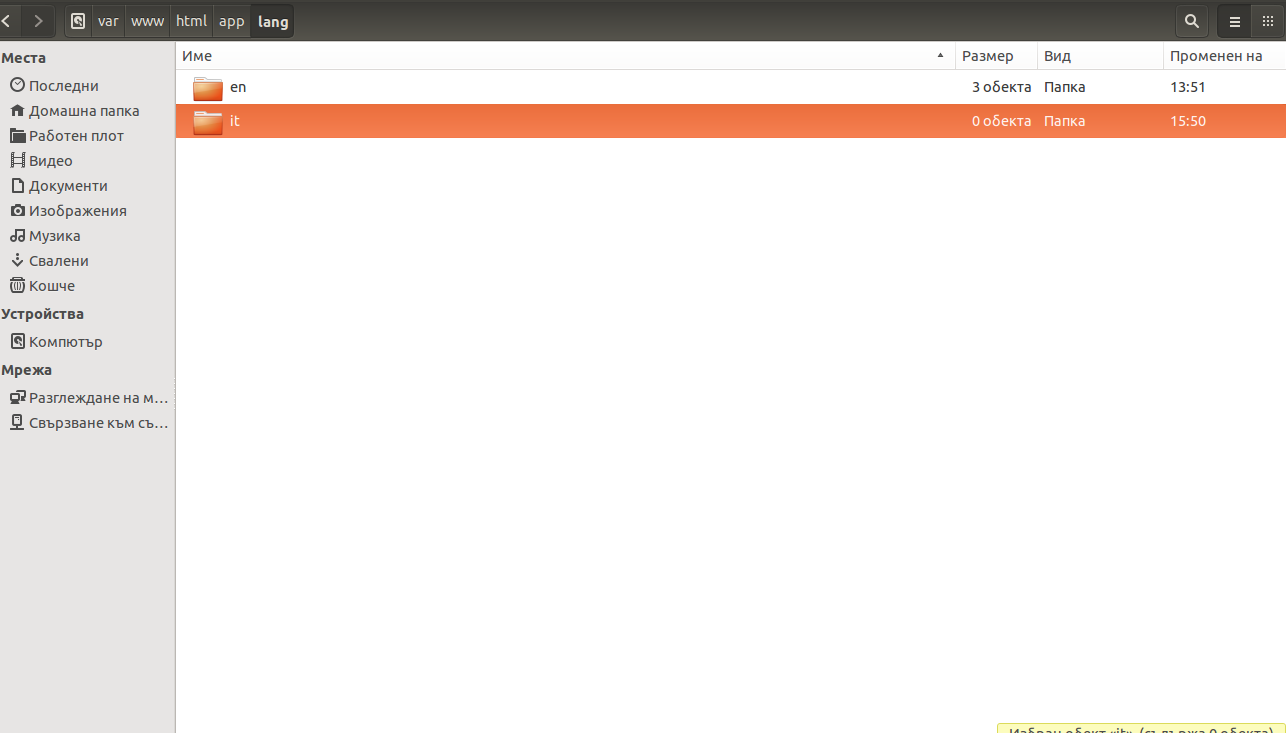 var www html app lang
Места
Последни
Домашна папка
Работен плот
Видео
Документи
Изображения
Музика
Свалени
Кошче
Устройства
Компютър
Мрежа
Разглеждане на м…
Свързване към съ…
Име Размер Вид Променен на
en 3 обекта Папка 13:51
it 0 обекта Папка 15:50
Избран обект «it» (съдържа 0 обекта)